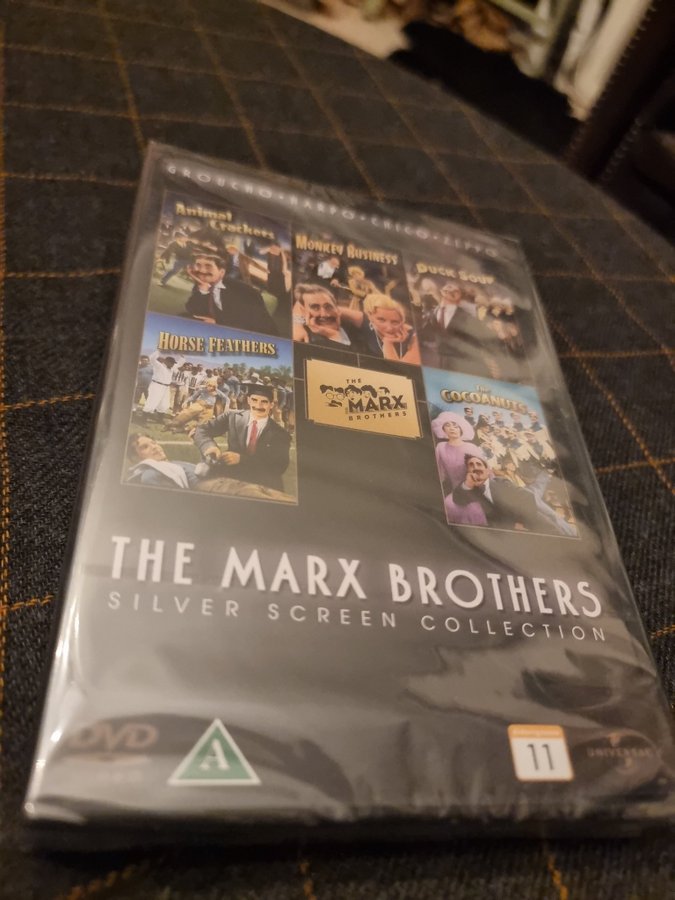 GROUCHO • HARPO • CHICO • ZEPPO
Animal
Crackers
MONKEY BUSINESS
DUCK SOUP
HORSE FEATHERS
THE
MARX
BROTHERS
THE
COCOANUTS
THE MARX BROTHERS
SILVER SCREEN COLLECTION
DVD
A
11
UNIVERSAL